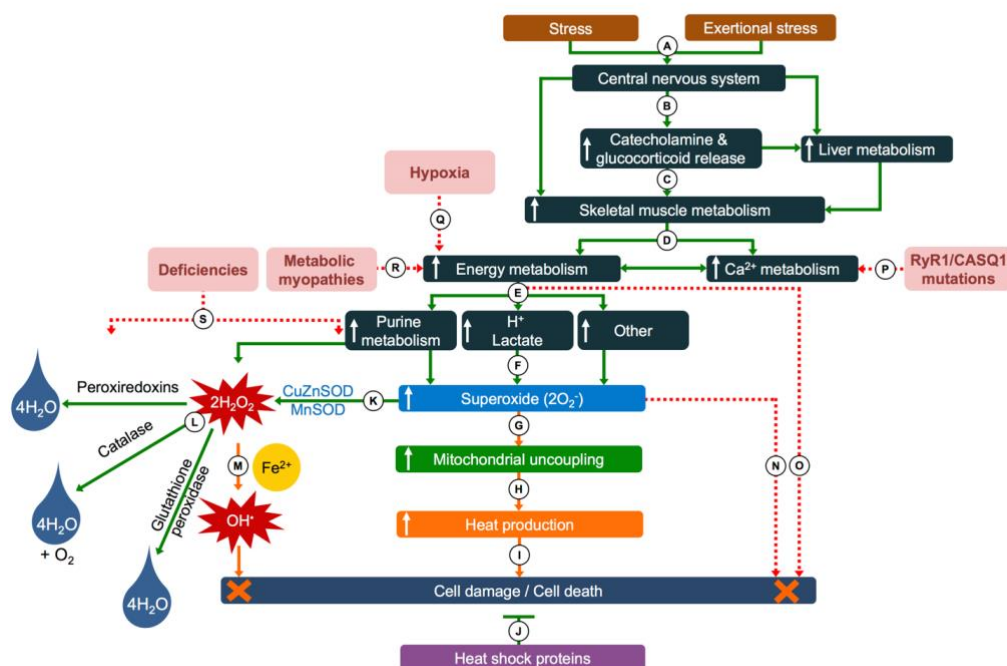 Stress
Exertional stress
A
Central nervous system
B
Catecholamine &
glucocorticoid release
Liver metabolism
Hypoxia
C
Skeletal muscle metabolism
Q
D
Deficiencies
Metabolic
myopathies
R
Energy metabolism
Ca²⁺ metabolism
P
RyR1/CASQ1
mutations
E
S
Purine
metabolism
H⁺
Lactate
Other
F
Peroxiredoxins
4H₂O
2H₂O₂
CuZnSOD
MnSOD
K
Superoxide (2O₂⁻)
L
G
Catalase
M
Fe²⁺
Mitochondrial uncoupling
N
O
Glutathione
peroxidase
H
4H₂O
+ O₂
OH•
Heat production
I
4H₂O
Cell damage / Cell death
J
Heat shock proteins